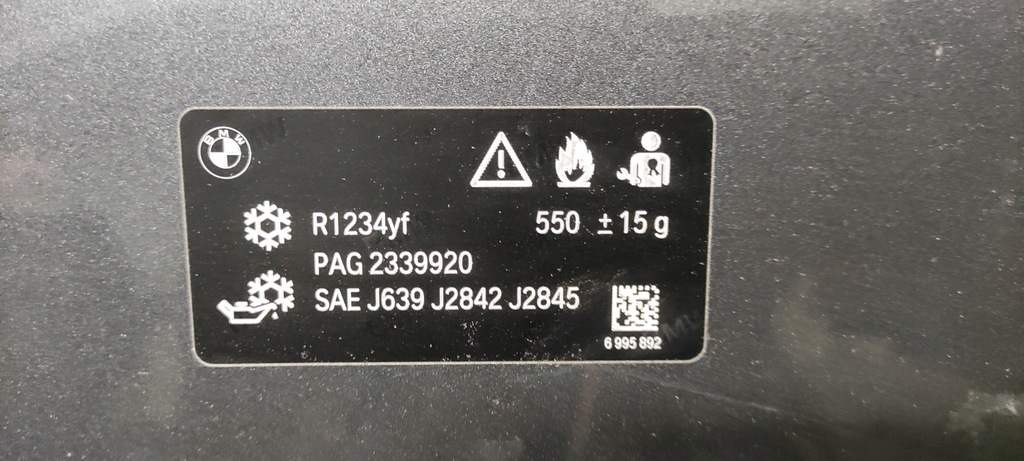 BMW
R1234yf 550 ± 15 g
PAG 2339920
SAE J639 J2842 J2845
6 995 892